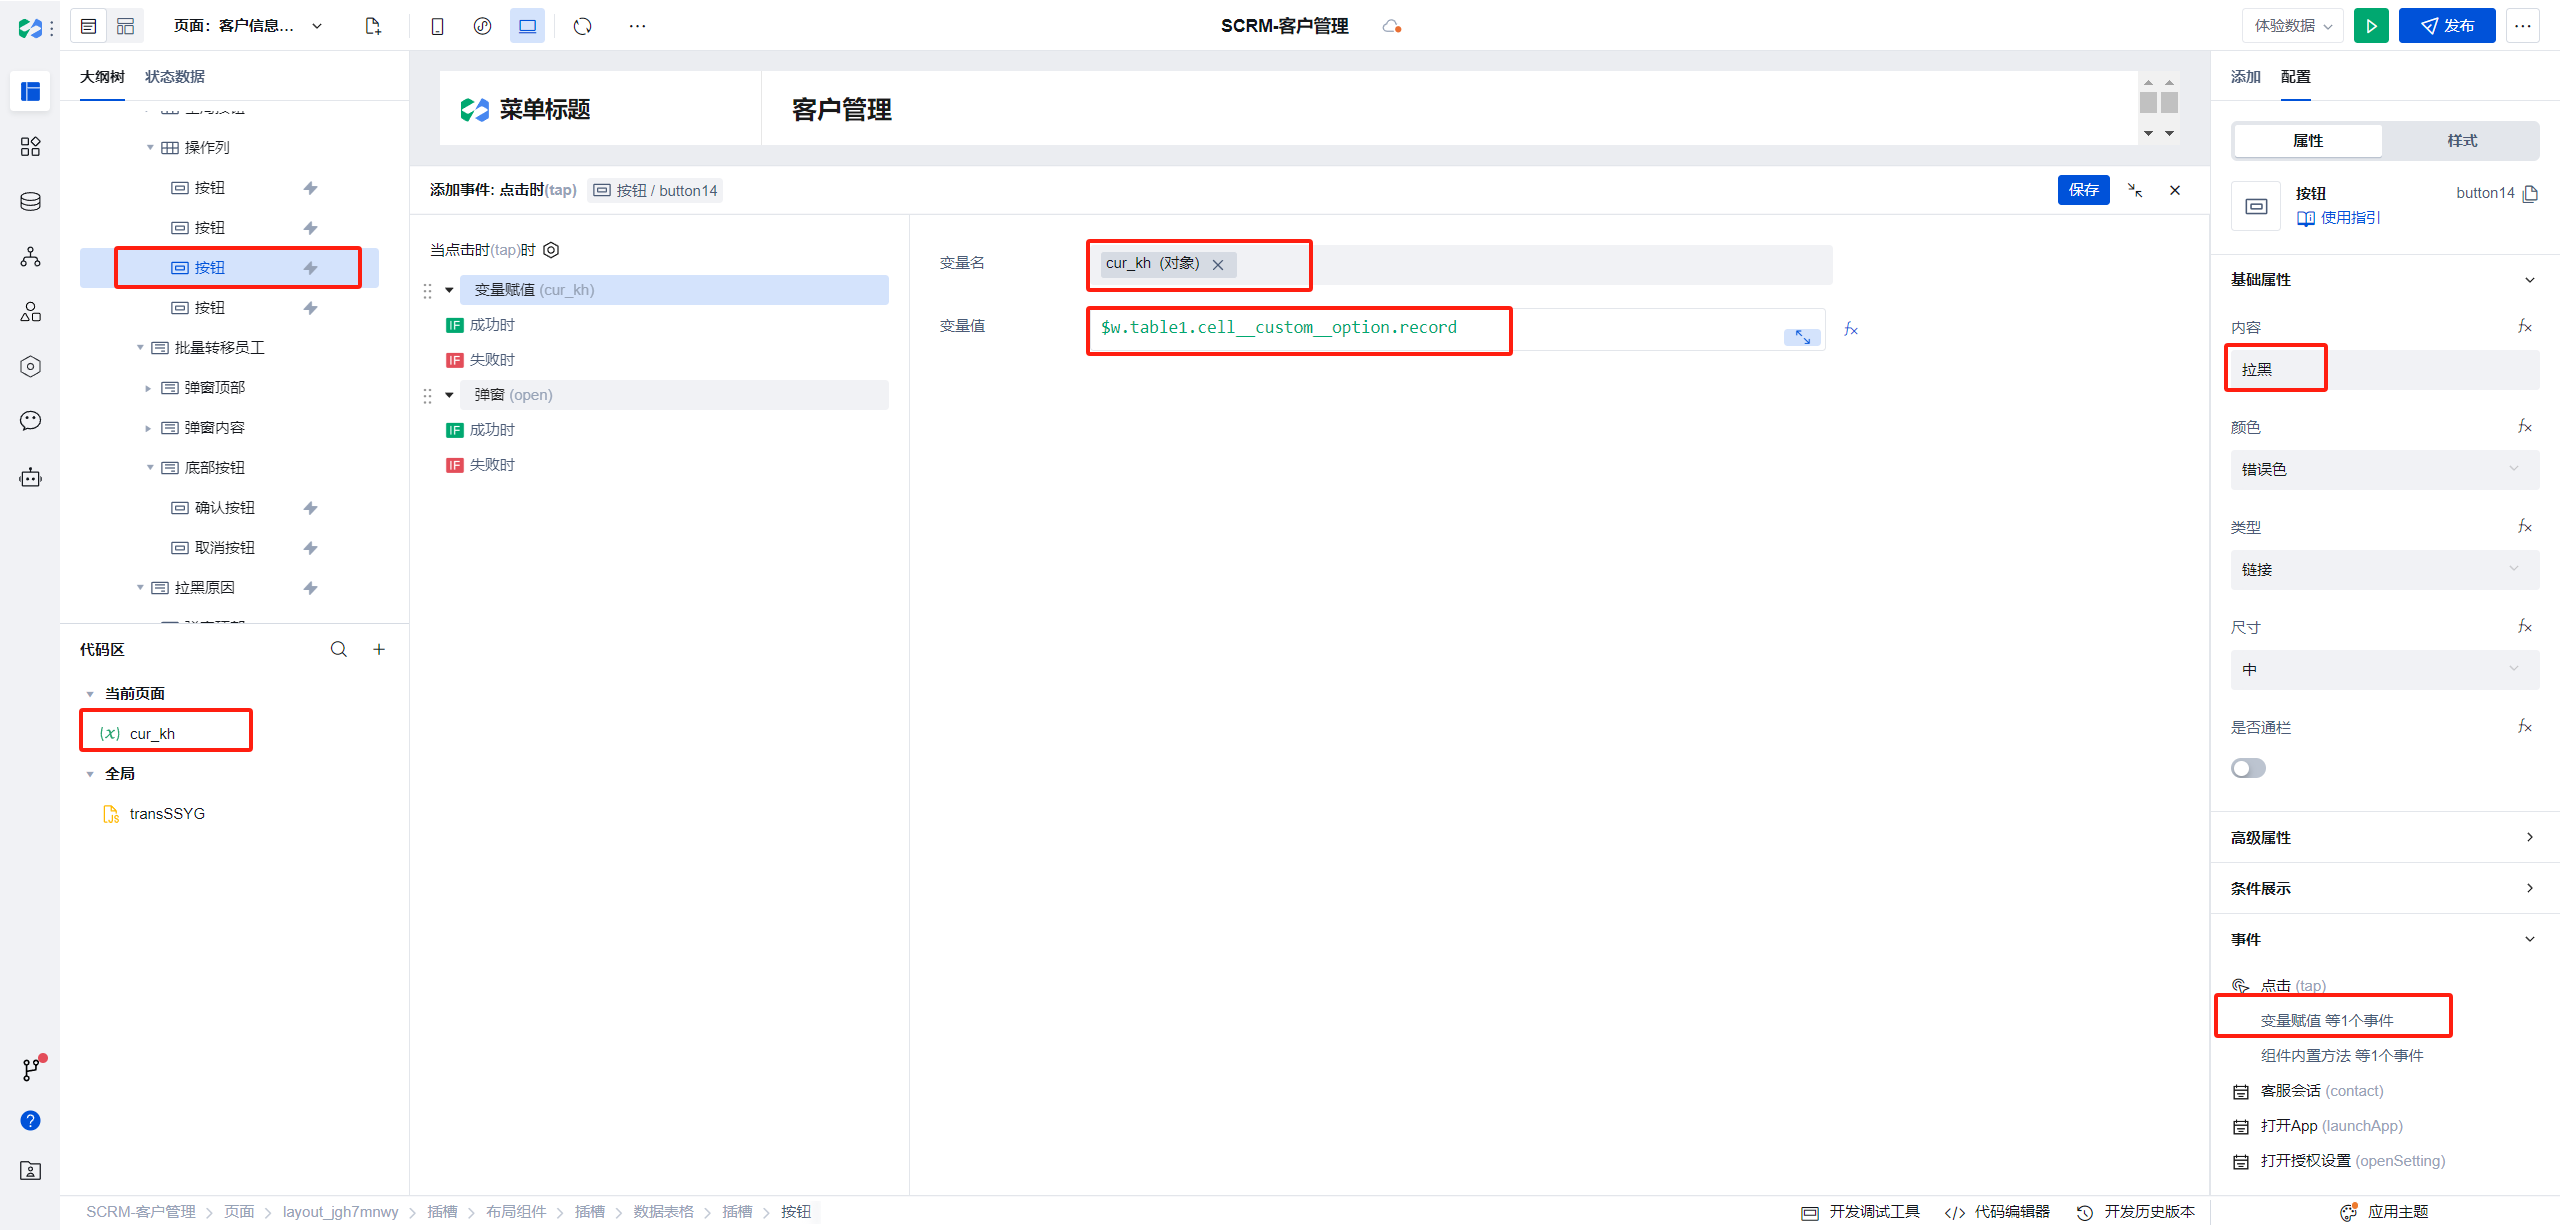 页面：客户信息...
SCRM-客户管理
体验数据
发布
大纲树
状态数据
操作列
按钮
按钮
按钮
按钮
批量转移员工
弹窗顶部
弹窗内容
底部按钮
确认按钮
取消按钮
拉黑原因
代码区
当前页面
(x) cur_kh
全局
JS transSSYG
菜单标题
客户管理
添加事件: 点击时(tap)
按钮 / button14
保存
当点击时(tap)时
变量赋值 (cur_kh)
IF 成功时
IF 失败时
弹窗 (open)
IF 成功时
IF 失败时
变量名
cur_kh (对象)
变量值
$w.table1.cell__custom__option.record
fx
添加
配置
属性
样式
按钮
button14
使用指引
基础属性
内容
fx
拉黑
颜色
fx
错误色
类型
fx
链接
尺寸
fx
中
是否通栏
fx
高级属性
条件展示
事件
点击 (tap)
变量赋值 等1个事件
组件内置方法 等1个事件
客服会话 (contact)
打开App (launchApp)
打开授权设置 (openSetting)
SCRM-客户管理 > 页面 > layout_jgh7mnwy > 插槽 > 布局组件 > 插槽 > 数据表格 > 插槽 > 按钮
开发调试工具
代码编辑器
开发历史版本
应用主题